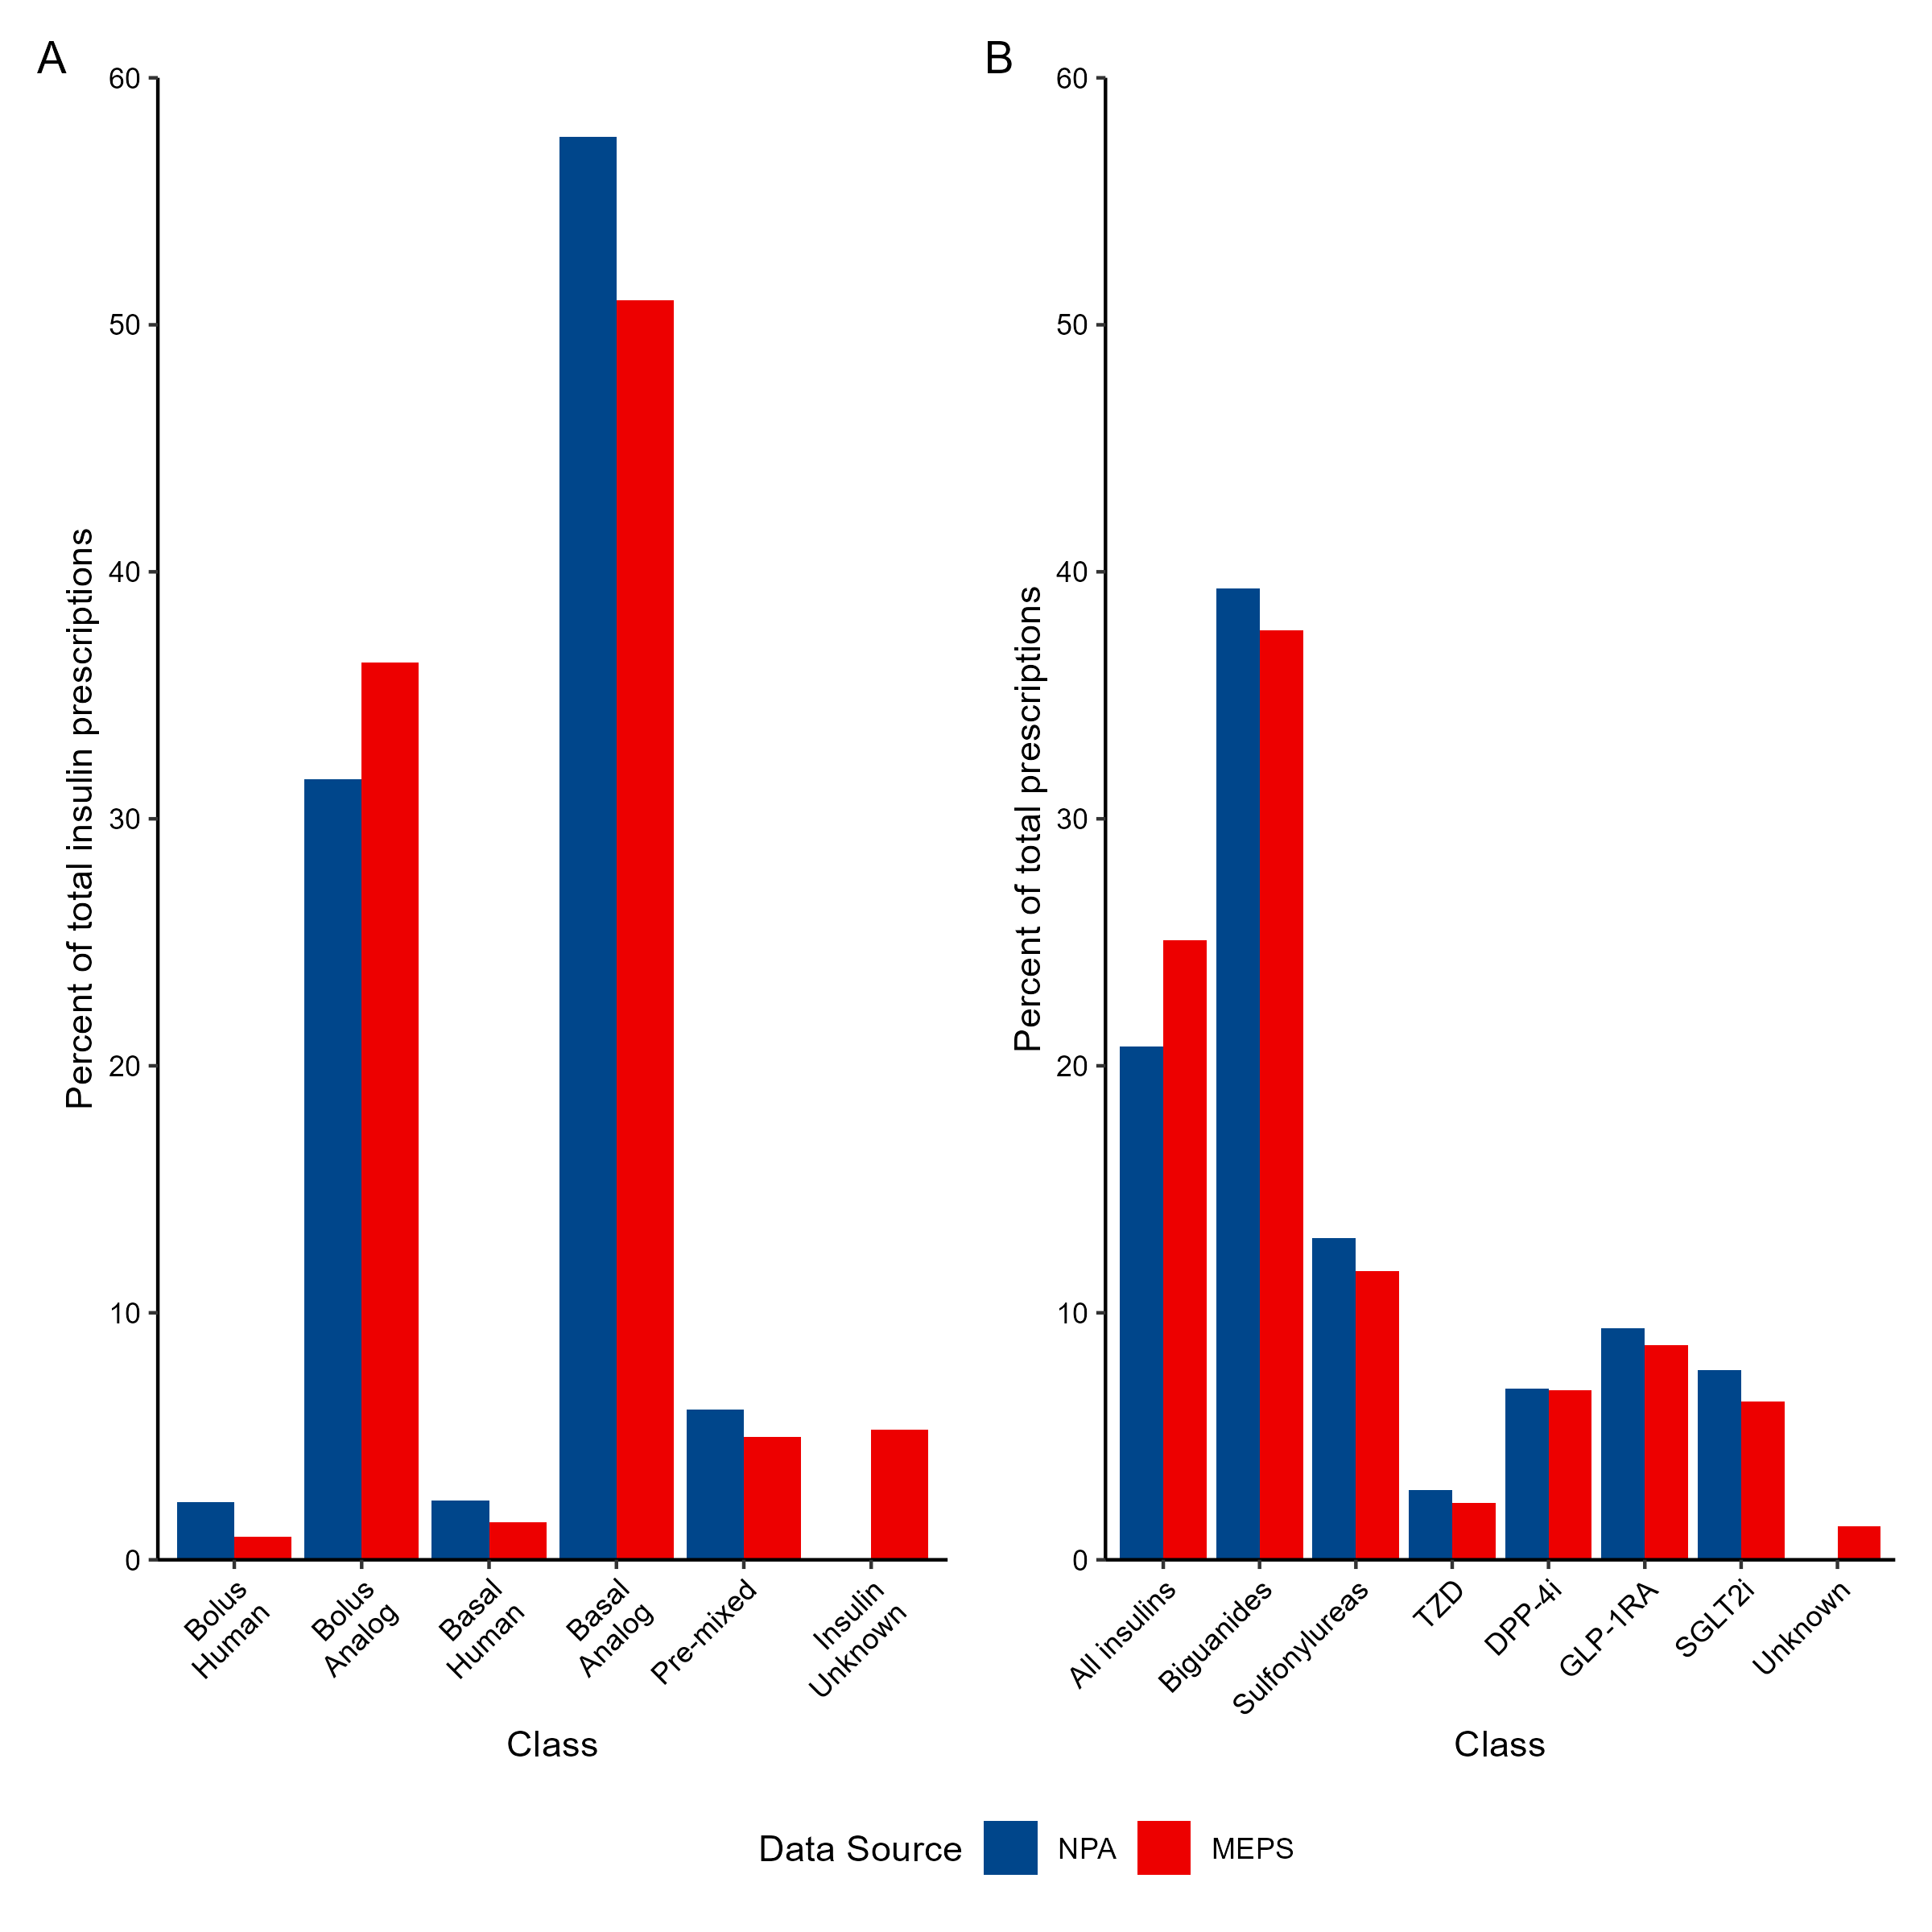 A
60
50
40
30
20
10
0
Percent of total insulin prescriptions
Bolus
Human
Bolus
Analog
Basal
Human
Basal
Analog
Pre-mixed
Insulin
Unknown
Class
B
60
50
40
30
20
10
0
Percent of total prescriptions
All insulins
Biguanides
Sulfonylureas
TZD
DPP-4i
GLP-1RA
SGLT2i
Unknown
Class
Data Source NPA MEPS